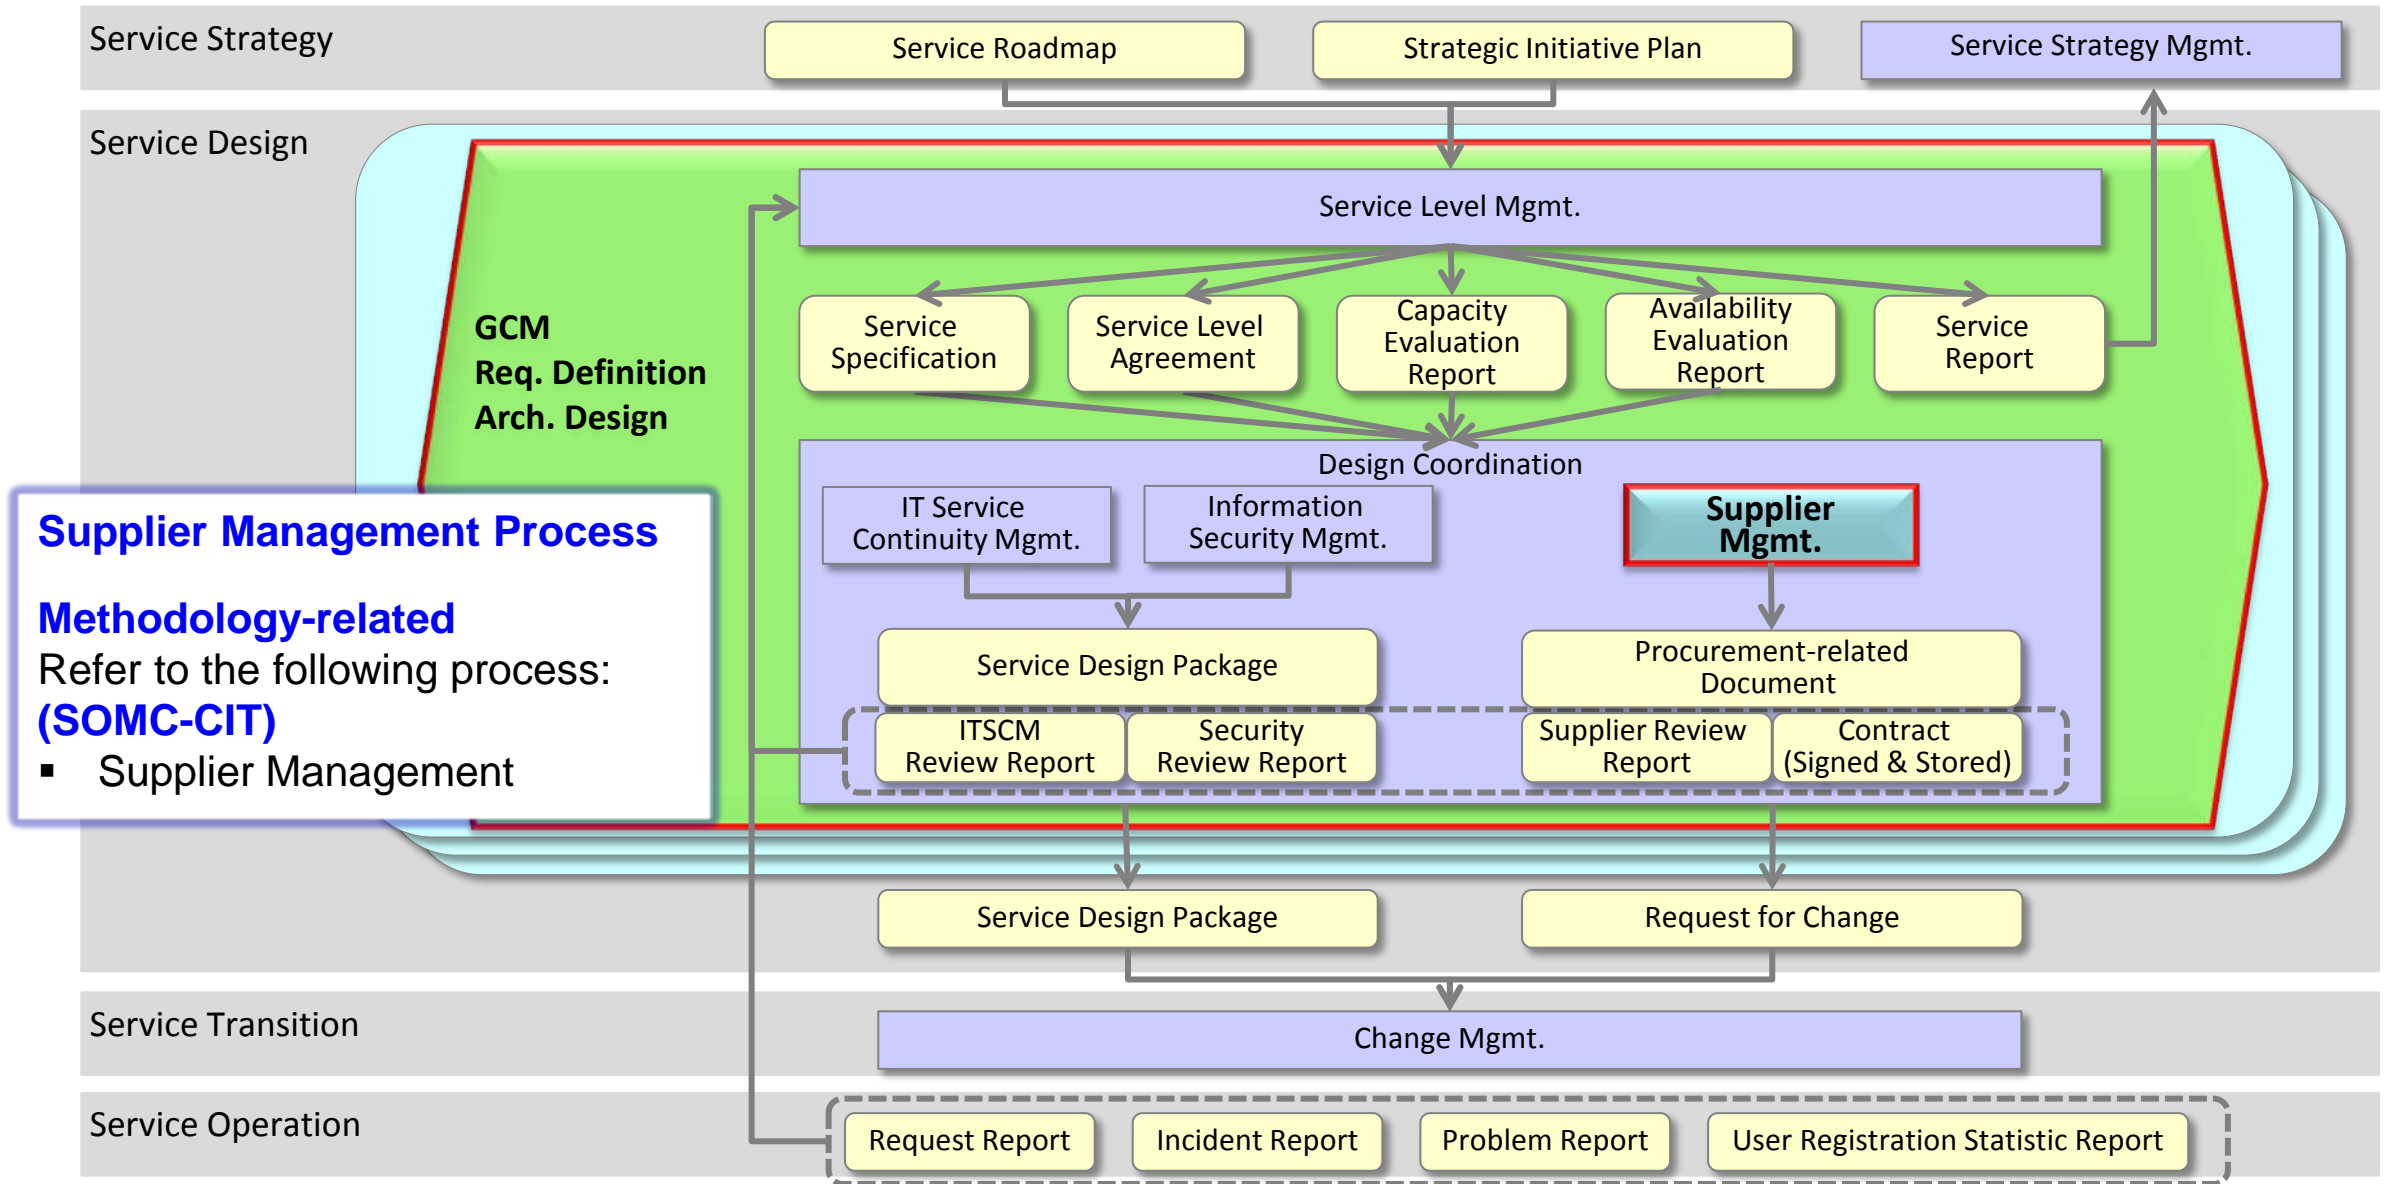 Service Strategy
Service Roadmap
Strategic Initiative Plan
Service Strategy Mgmt.
Service Design
Service Level Mgmt.
GCM
Req. Definition
Arch. Design
Service
Specification
Service Level
Agreement
Capacity
Evaluation
Report
Availability
Evaluation
Report
Service
Report
Design Coordination
IT Service
Continuity Mgmt.
Information
Security Mgmt.
Supplier
Mgmt.
Supplier Management Process
Methodology-related
Refer to the following process:
(SOMC-CIT)
▪ Supplier Management
Service Design Package
Procurement-related
Document
ITSCM
Review Report
Security
Review Report
Supplier Review
Report
Contract
(Signed & Stored)
Service Design Package
Request for Change
Service Transition
Change Mgmt.
Service Operation
Request Report
Incident Report
Problem Report
User Registration Statistic Report